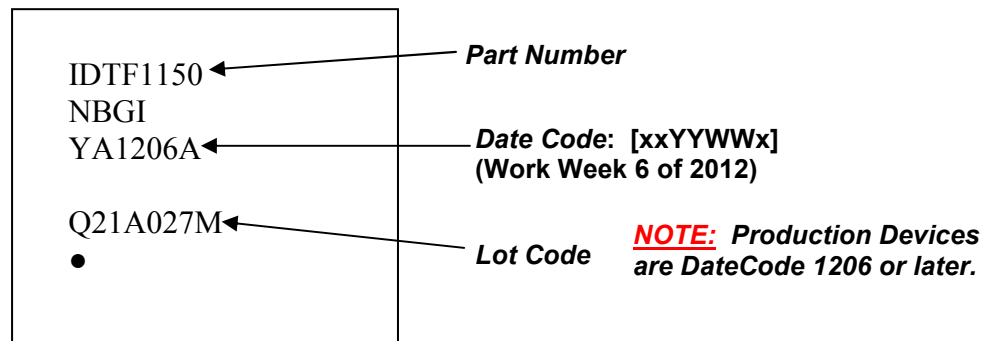 IDTF1150
NBGI
YA1206A
Q21A027M
●
Part Number
Date Code: [xxYYWWx]
(Work Week 6 of 2012)
Lot Code
NOTE: Production Devices
are DateCode 1206 or later.